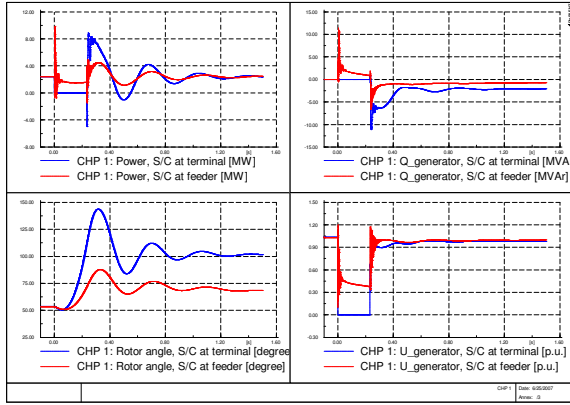 12.00
8.00
4.00
0.00
-4.00
-8.00
0.00 0.40 0.80 1.20 [s] 1.60
CHP 1: Power, S/C at terminal [MW]
CHP 1: Power, S/C at feeder [MW]
15.00
10.00
5.00
0.00
-5.00
-10.00
-15.00
0.00 0.40 0.80 1.20 [s] 1.60
CHP 1: Q_generator, S/C at terminal [MVA
CHP 1: Q_generator, S/C at feeder [MVAr]
150.00
125.00
100.00
75.00
50.00
25.00
0.00 0.40 0.80 1.20 [s] 1.60
CHP 1: Rotor angle, S/C at terminal [degree
CHP 1: Rotor angle, S/C at feeder [degree]
1.50
1.20
0.90
0.60
0.30
0.00
-0.30
0.00 0.40 0.80 1.20 [s] 1.60
CHP 1: U_generator, S/C at terminal [p.u.]
CHP 1: U_generator, S/C at feeder [p.u.]
CHP 1
Date: 6/25/2007
Annex: /3